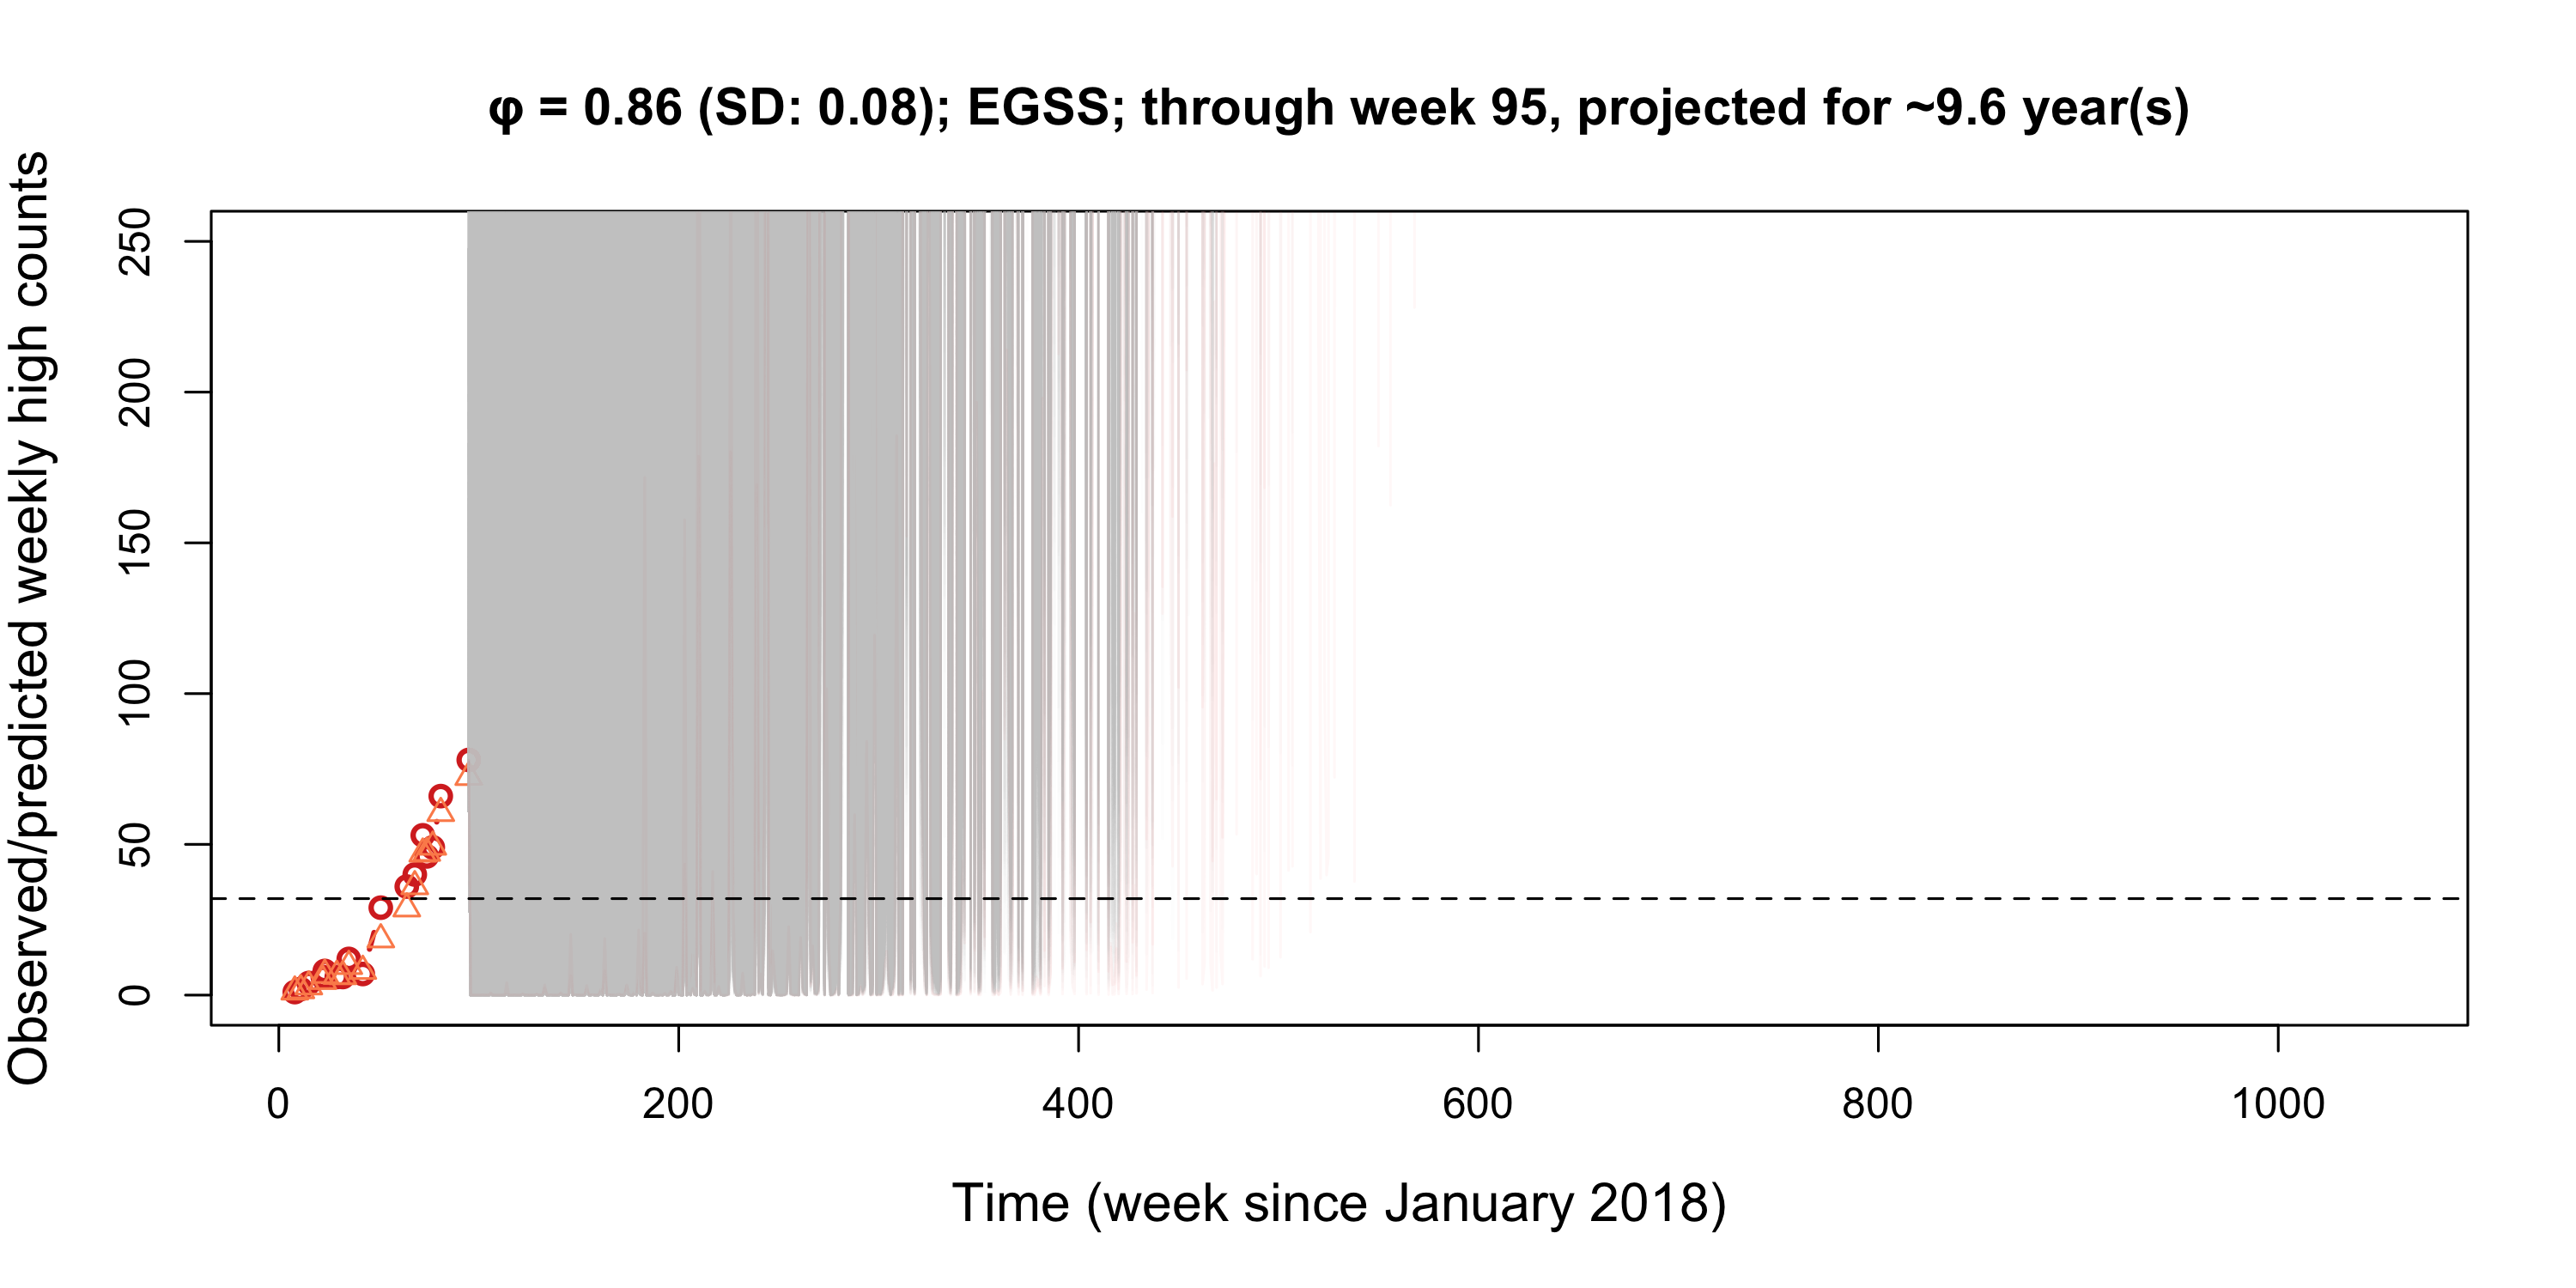 φ = 0.86 (SD: 0.08); EGSS; through week 95, projected for ~9.6 year(s)
Observed/predicted weekly high counts
250
200
150
100
50
0
0 200 400 600 800 1000
Time (week since January 2018)